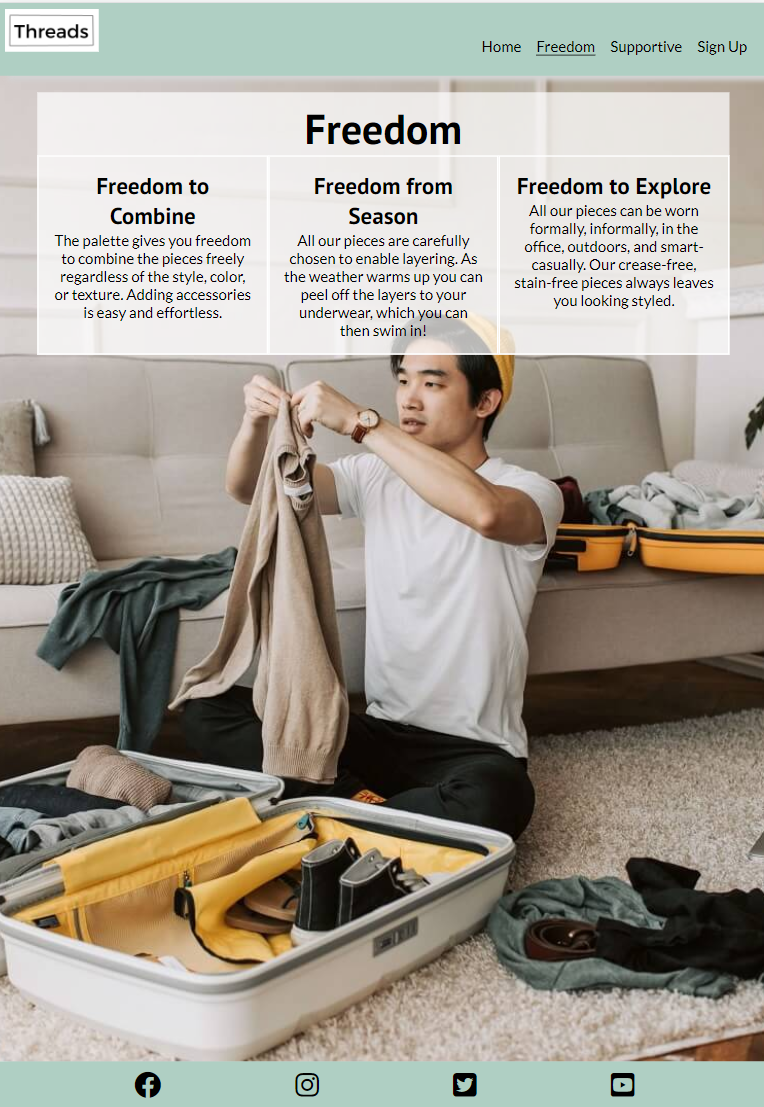 Threads
Home Freedom Supportive Sign Up
Freedom
Freedom to
Combine
The palette gives you freedom
to combine the pieces freely
regardless of the style, color,
or texture. Adding accessories
is easy and effortless.
Freedom from
Season
All our pieces are carefully
chosen to enable layering. As
the weather warms up you can
peel off the layers to your
underwear, which you can
then swim in!
Freedom to Explore
All our pieces can be worn
formally, informally, in the
office, outdoors, and smart-
casually. Our crease-free,
stain-free pieces always leaves
you looking styled.